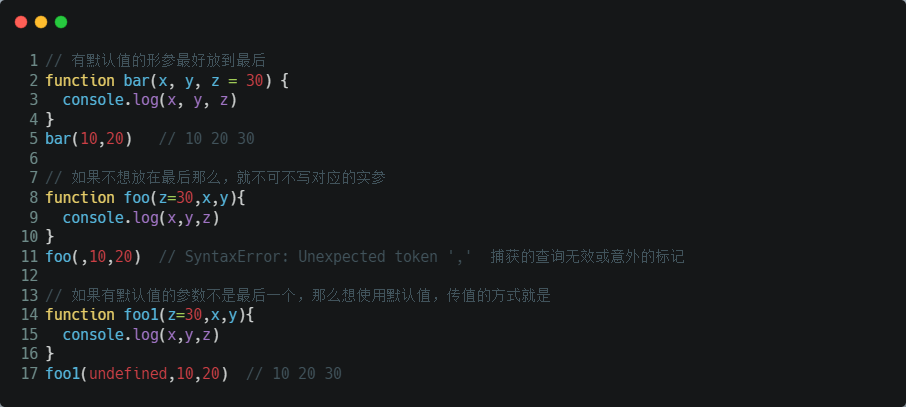 1 // 有默认值的形参最好放到最后
2 function bar(x, y, z = 30) {
3   console.log(x, y, z)
4 }
5 bar(10,20)   // 10 20 30
6
7 // 如果不想放在最后那么，就不可不写对应的实参
8 function foo(z=30,x,y){
9   console.log(x,y,z)
10 }
11 foo(,10,20)  // SyntaxError: Unexpected token ','  捕获的查询无效或意外的标记
12
13 // 如果有默认值的参数不是最后一个，那么想使用默认值，传值的方式就是
14 function foo1(z=30,x,y){
15   console.log(x,y,z)
16 }
17 foo1(undefined,10,20)  // 10 20 30